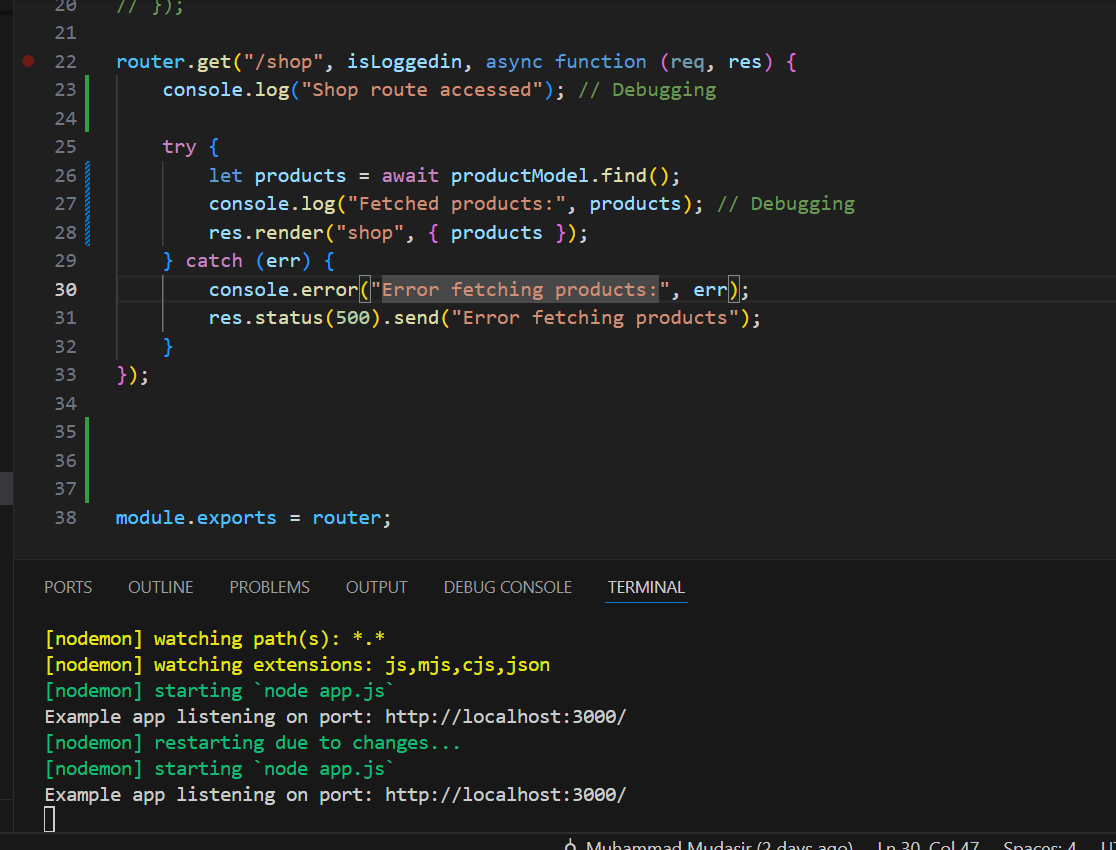 20 // });
21
22 router.get("/shop", isLoggedin, async function (req, res) {
23 console.log("Shop route accessed"); // Debugging
24
25 try {
26 let products = await productModel.find();
27 console.log("Fetched products:", products); // Debugging
28 res.render("shop", { products });
29 } catch (err) {
30 console.error("Error fetching products:", err);
31 res.status(500).send("Error fetching products");
32 }
33 });
34
35
36
37
38 module.exports = router;
PORTS OUTLINE PROBLEMS OUTPUT DEBUG CONSOLE TERMINAL
[nodemon] watching path(s): *.*
[nodemon] watching extensions: js,mjs,cjs,json
[nodemon] starting `node app.js`
Example app listening on port: http://localhost:3000/
[nodemon] restarting due to changes...
[nodemon] starting `node app.js`
Example app listening on port: http://localhost:3000/
Muhammad Mudasir (2 days ago) Ln 30, Col 47 Spaces: 4